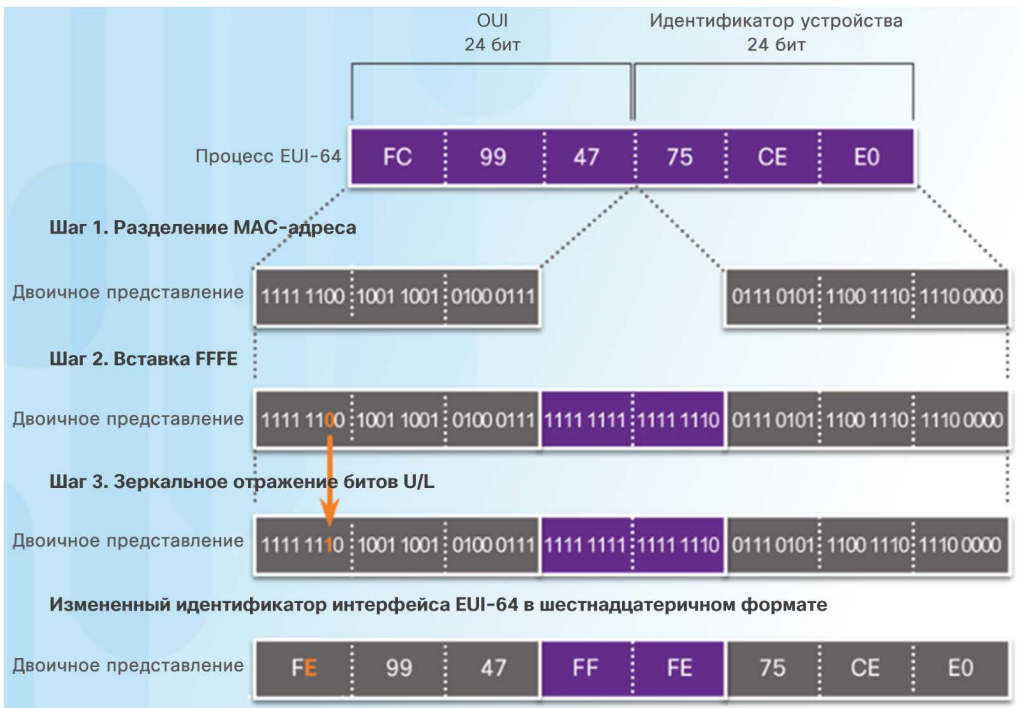 OUI
24 бит
Идентификатор устройства
24 бит
Процесс EUI-64 FC 99 47 75 CE E0
Шаг 1. Разделение MAC-адреса
Двоичное представление 1111 1100 1001 1001 0100 0111 0111 0101 1100 1110 1110 0000
Шаг 2. Вставка FFFE
Двоичное представление 1111 1100 1001 1001 0100 0111 1111 1111 1111 1110 0111 0101 1100 1110 1110 0000
Шаг 3. Зеркальное отражение битов U/L
Двоичное представление 1111 1110 1001 1001 0100 0111 1111 1111 1111 1110 0111 0101 1100 1110 1110 0000
Измененный идентификатор интерфейса EUI-64 в шестнадцатеричном формате
Двоичное представление FE 99 47 FF FE 75 CE E0